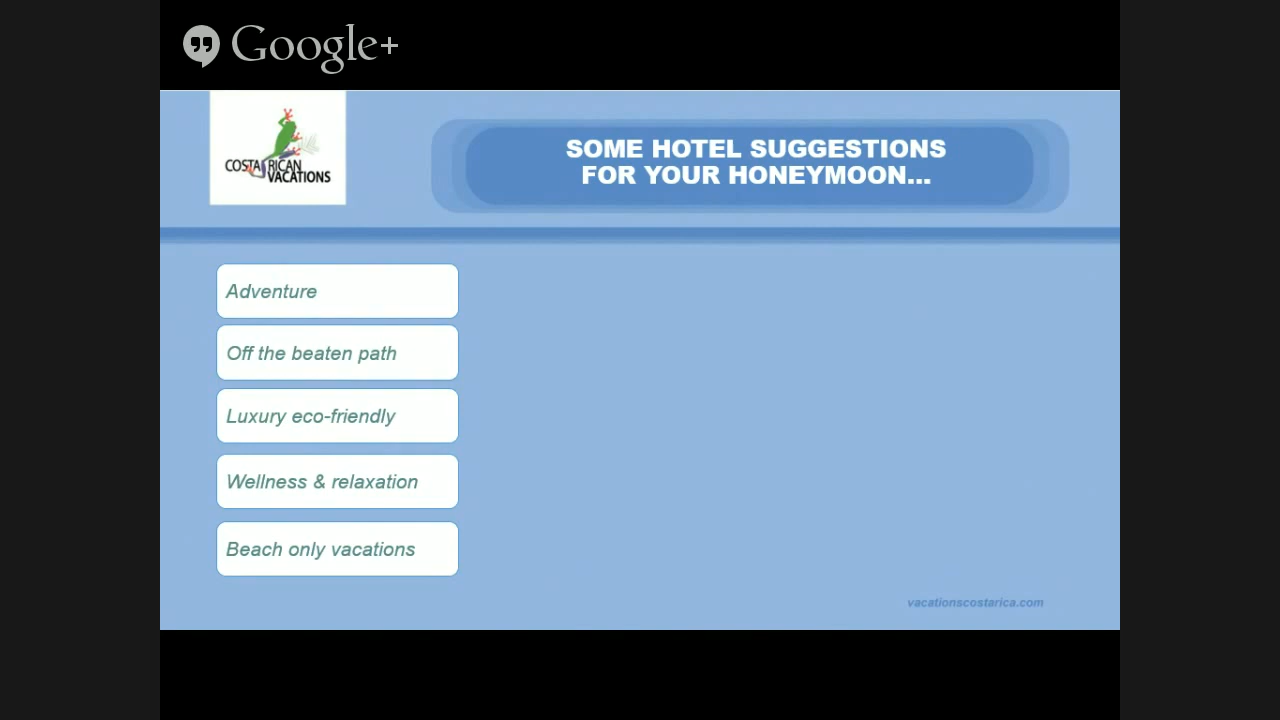 Google+
COSTA RICAN
VACATIONS
SOME HOTEL SUGGESTIONS
FOR YOUR HONEYMOON...
Adventure
Off the beaten path
Luxury eco-friendly
Wellness & relaxation
Beach only vacations
vacationscostarica.com